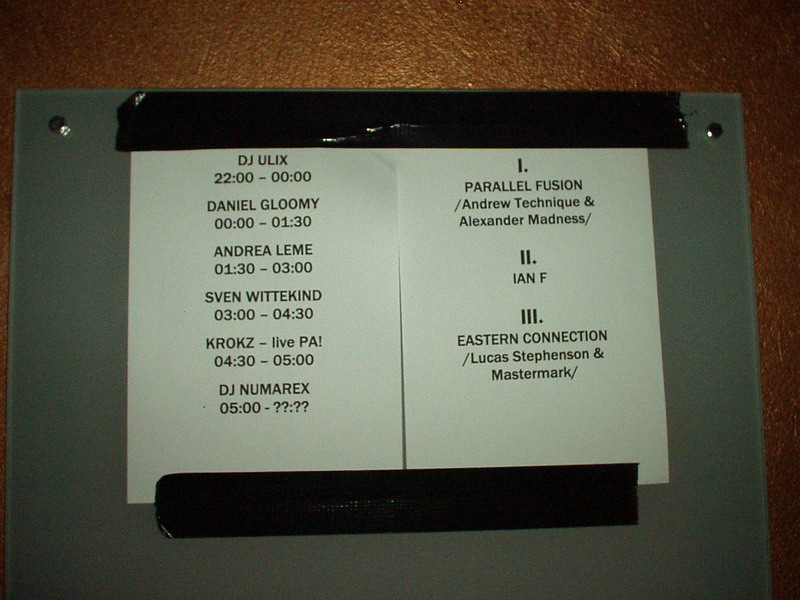 DJ ULIX
22:00 – 00:00
DANIEL GLOOMY
00:00 – 01:30
ANDREA LEME
01:30 – 03:00
SVEN WITTEKIND
03:00 – 04:30
KROKZ – live PA!
04:30 – 05:00
DJ NUMAREX
05:00 - ??:??
I.
PARALLEL FUSION
/Andrew Technique &
Alexander Madness/
II.
IAN F
III.
EASTERN CONNECTION
/Lucas Stephenson &
Mastermark/